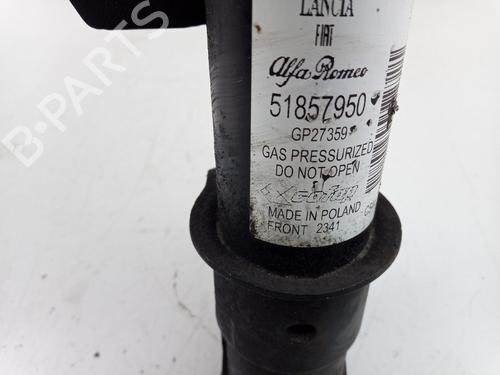 LANCIA
FIAT
Alfa Romeo
51857950
GP27359
GAS PRESSURIZED
DO NOT OPEN
MADE IN POLAND
FRONT 2341
B-PARTS